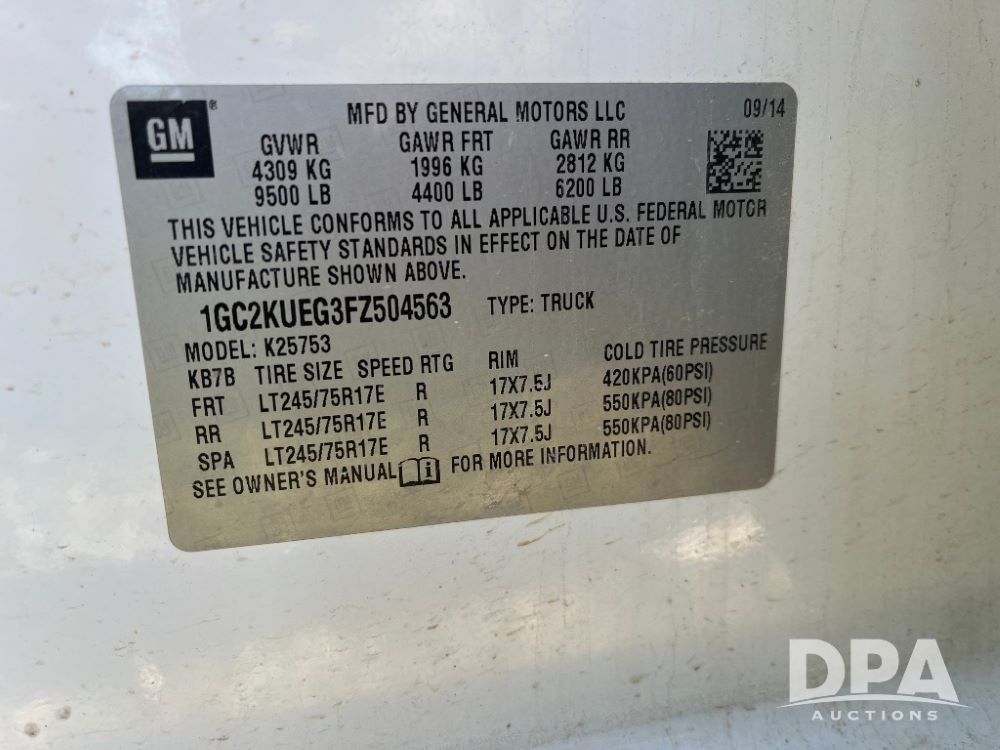 GM®
MFD BY GENERAL MOTORS LLC 09/14
GVWR GAWR FRT GAWR RR
4309 KG 1996 KG 2812 KG
9500 LB 4400 LB 6200 LB
THIS VEHICLE CONFORMS TO ALL APPLICABLE U.S. FEDERAL MOTOR
VEHICLE SAFETY STANDARDS IN EFFECT ON THE DATE OF
MANUFACTURE SHOWN ABOVE.
1GC2KUEG3FZ504563 TYPE: TRUCK
MODEL: K25753
KB7B TIRE SIZE SPEED RTG RIM COLD TIRE PRESSURE
FRT LT245/75R17E R 17X7.5J 420KPA(60PSI)
RR LT245/75R17E R 17X7.5J 550KPA(80PSI)
SPA LT245/75R17E R 17X7.5J 550KPA(80PSI)
SEE OWNER'S MANUAL i FOR MORE INFORMATION.
DPA
AUCTIONS